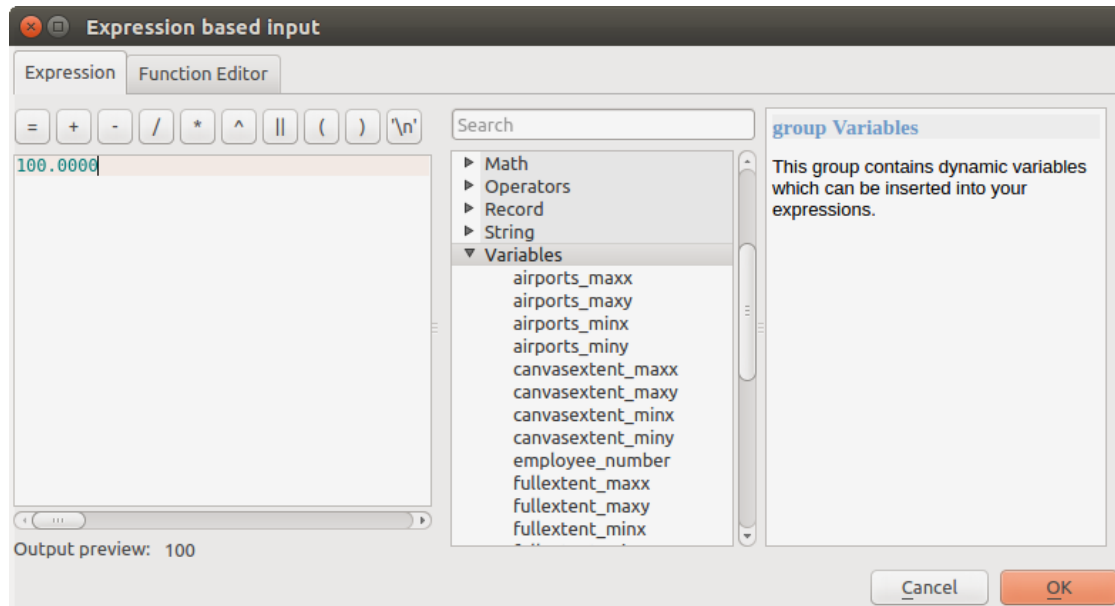 Expression based input
Expression
Function Editor
= + - / * ^ || ( ) '\n'
100.0000
Output preview: 100
Search
Math
Operators
Record
String
Variables
airports_maxx
airports_maxy
airports_minx
airports_miny
canvasextent_maxx
canvasextent_maxy
canvasextent_minx
canvasextent_miny
employee_number
fullextent_maxx
fullextent_maxy
fullextent_minx
group Variables
This group contains dynamic variables
which can be inserted into your
expressions.
Cancel
OK